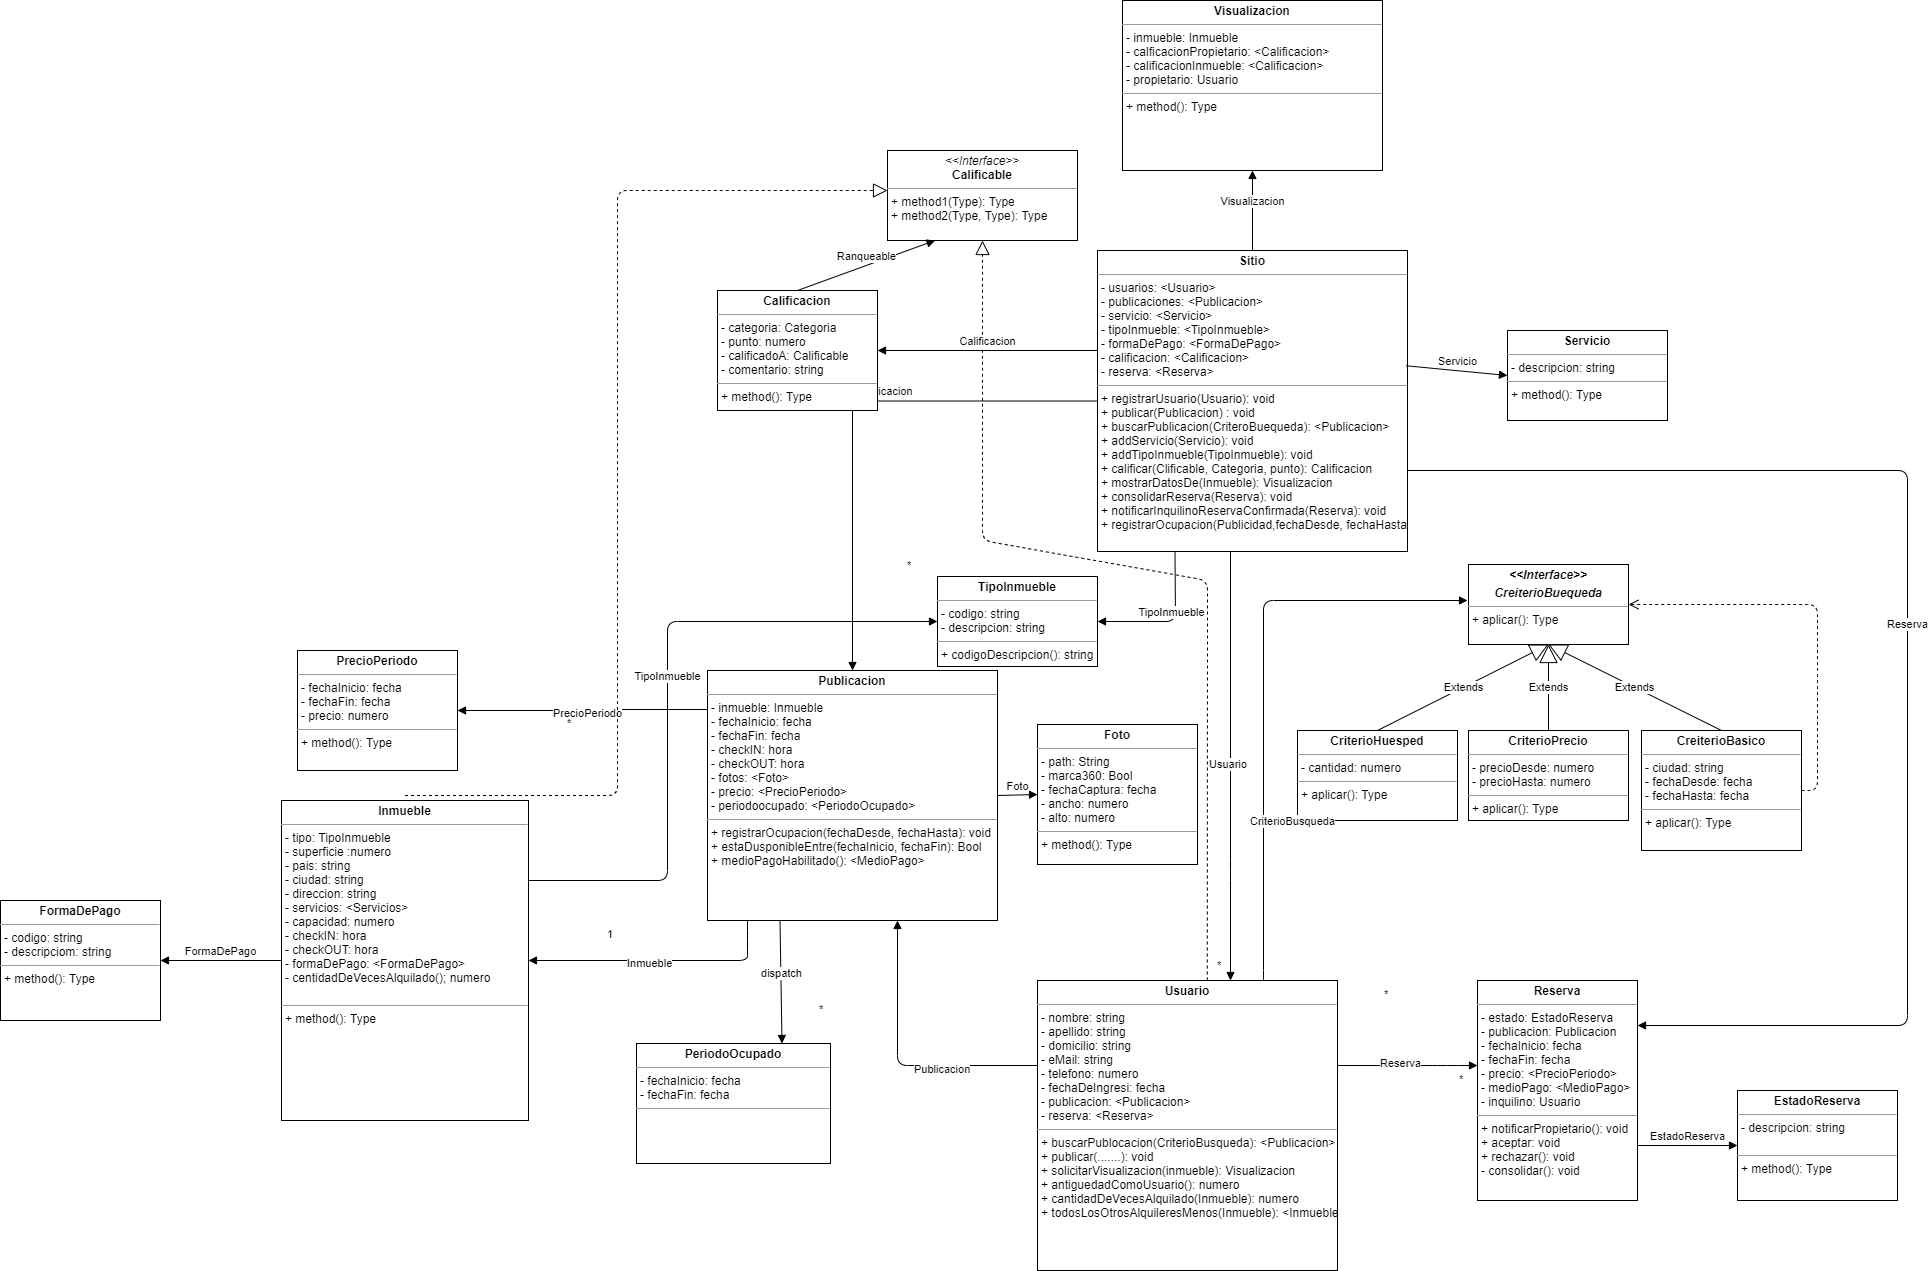 Visualizacion
- inmueble: Inmueble
- calficacionPropietario: <Calificacion>
- calificacionInmueble: <Calificacion>
- propietario: Usuario
+ method(): Type
Visualizacion
<<Interface>>
Calificable
+ method1(Type): Type
+ method2(Type, Type): Type
Ranqueable
Calificacion
- categoria: Categoria
- punto: numero
- calificadoA: Calificable
- comentario: string
+ method(): Type
Calificacion
icacion
Sitio
- usuarios: <Usuario>
- publicaciones: <Publicacion>
- servicio: <Servicio>
- tipoInmueble: <TipoInmueble>
- formaDePago: <FormaDePago>
- calificacion: <Calificacion>
- reserva: <Reserva>
+ registrarUsuario(Usuario): void
+ publicar(Publicacion) : void
+ buscarPublicacion(CriteroBuequeda): <Publicacion>
+ addServicio(Servicio): void
+ addTipoInmueble(TipoInmueble): void
+ calificar(Clificable, Categoria, punto): Calificacion
+ mostrarDatosDe(Inmueble): Visualizacion
+ consolidarReserva(Reserva): void
+ notificarInquilinoReservaConfirmada(Reserva): void
+ registrarOcupacion(Publicidad,fechaDesde, fechaHasta
Servicio
Servicio
- descripcion: string
+ method(): Type
*
TipoInmueble
- codigo: string
- descripcion: string
+ codigoDescripcion(): string
TipoInmueble
<<Interface>>
CreiterioBuequeda
+ aplicar(): Type
Reserva
Extends
Extends
Extends
CriterioHuesped
- cantidad: numero
+ aplicar(): Type
CriterioPrecio
- precioDesde: numero
- precioHasta: numero
+ aplicar(): Type
CreiterioBasico
- ciudad: string
- fechaDesde: fecha
- fechaHasta: fecha
+ aplicar(): Type
PrecioPeriodo
- fechaInicio: fecha
- fechaFin: fecha
- precio: numero
+ method(): Type
TipoInmueble
PrecioPeriodo
*
Publicacion
- inmueble: Inmueble
- fechaInicio: fecha
- fechaFin: fecha
- checkIN: hora
- checkOUT: hora
- fotos: <Foto>
- precio: <PrecioPeriodo>
- periodoocupado: <PeriodoOcupado>
+ registrarOcupacion(fechaDesde, fechaHasta): void
+ estaDusponibleEntre(fechaInicio, fechaFin): Bool
+ medioPagoHabilitado(): <MedioPago>
Foto
Foto
- path: String
- marca360: Bool
- fechaCaptura: fecha
- ancho: numero
- alto: numero
+ method(): Type
Usuario
*
CriterioBusqueda
Inmueble
- tipo: TipoInmueble
- superficie :numero
- pais: string
- ciudad: string
- direccion: string
- servicios: <Servicios>
- capacidad: numero
- checkIN: hora
- checkOUT: hora
- formaDePago: <FormaDePago>
- centidadDeVecesAlquilado(); numero
+ method(): Type
FormaDePago
- codigo: string
- descripciom: string
+ method(): Type
FormaDePago
1
Inmueble
dispatch
*
PeriodoOcupado
- fechaInicio: fecha
- fechaFin: fecha
Publicacion
Usuario
- nombre: string
- apellido: string
- domicilio: string
- eMail: string
- telefono: numero
- fechaDeIngresi: fecha
- publicacion: <Publicacion>
- reserva: <Reserva>
+ buscarPublocacion(CriterioBusqueda): <Publicacion>
+ publicar(.......): void
+ solicitarVisualizacion(inmueble): Visualizacion
+ antiguedadComoUsuario(): numero
+ cantidadDeVecesAlquilado(Inmueble): numero
+ todosLosOtrosAlquileresMenos(Inmueble): <Inmueble
*
Reserva
*
Reserva
- estado: EstadoReserva
- publicacion: Publicacion
- fechaInicio: fecha
- fechaFin: fecha
- precio: <PrecioPeriodo>
- medioPago: <MedioPago>
- inquilino: Usuario
+ notificarPropietario(): void
+ aceptar: void
+ rechazar(): void
- consolidar(): void
EstadoReserva
EstadoReserva
- descripcion: string
+ method(): Type